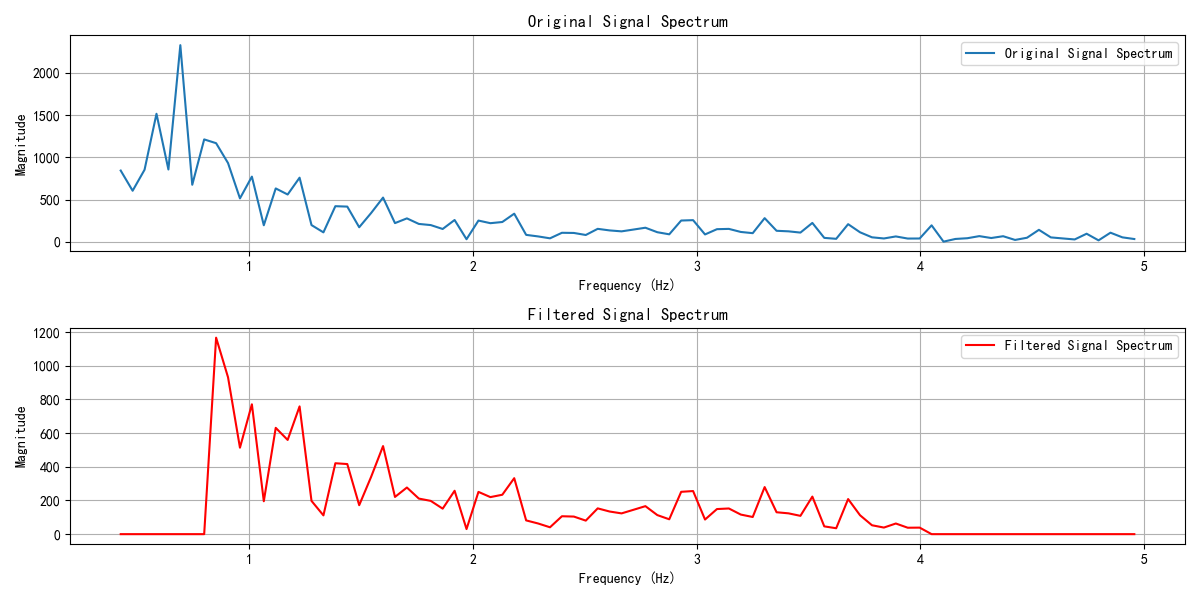 Original Signal Spectrum
Original Signal Spectrum
Magnitude
2000
1500
1000
500
0
1 2 3 4 5
Frequency (Hz)
Filtered Signal Spectrum
Filtered Signal Spectrum
Magnitude
1200
1000
800
600
400
200
0
1 2 3 4 5
Frequency (Hz)